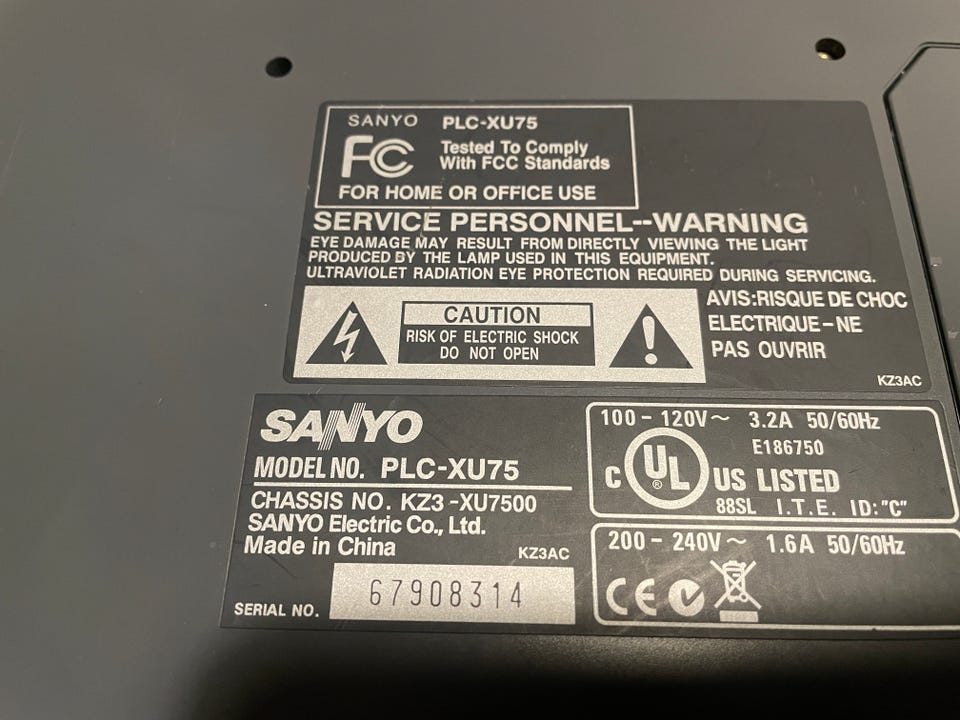 SANYO PLC-XU75
FC Tested To Comply
With FCC Standards
FOR HOME OR OFFICE USE
SERVICE PERSONNEL--WARNING
EYE DAMAGE MAY RESULT FROM DIRECTLY VIEWING THE LIGHT
PRODUCED BY THE LAMP USED IN THIS EQUIPMENT.
ULTRAVIOLET RADIATION EYE PROTECTION REQUIRED DURING SERVICING.
CAUTION
RISK OF ELECTRIC SHOCK
DO NOT OPEN
!
AVIS:RISQUE DE CHOC
ELECTRIQUE-NE
PAS OUVRIR
KZ3AC
SANYO
MODEL NO. PLC-XU75
CHASSIS NO. KZ3-XU7500
SANYO Electric Co., Ltd.
Made in China
KZ3AC
SERIAL NO. 67908314
100-120V~ 3.2A 50/60Hz
E186750
C UL ® US LISTED
88SL I.T.E. ID:"C"
200-240V~ 1.6A 50/60Hz
CE